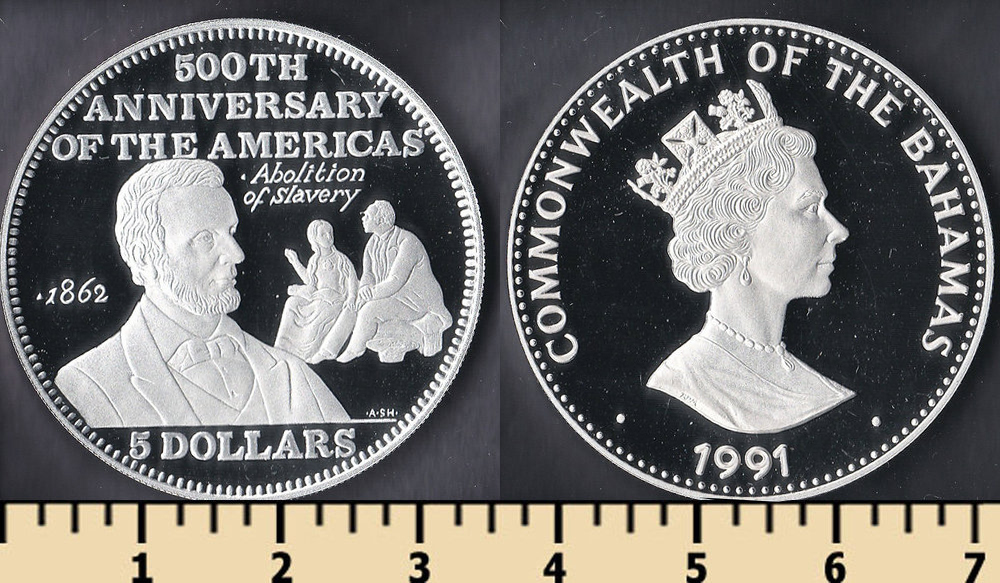 500TH
ANNIVERSARY
OF THE AMERICAS
· Abolition
of Slavery
·1862
·A·SH·
5 DOLLARS
COMMONWEALTH OF THE BAHAMAS
1991
1 2 3 4 5 6 7